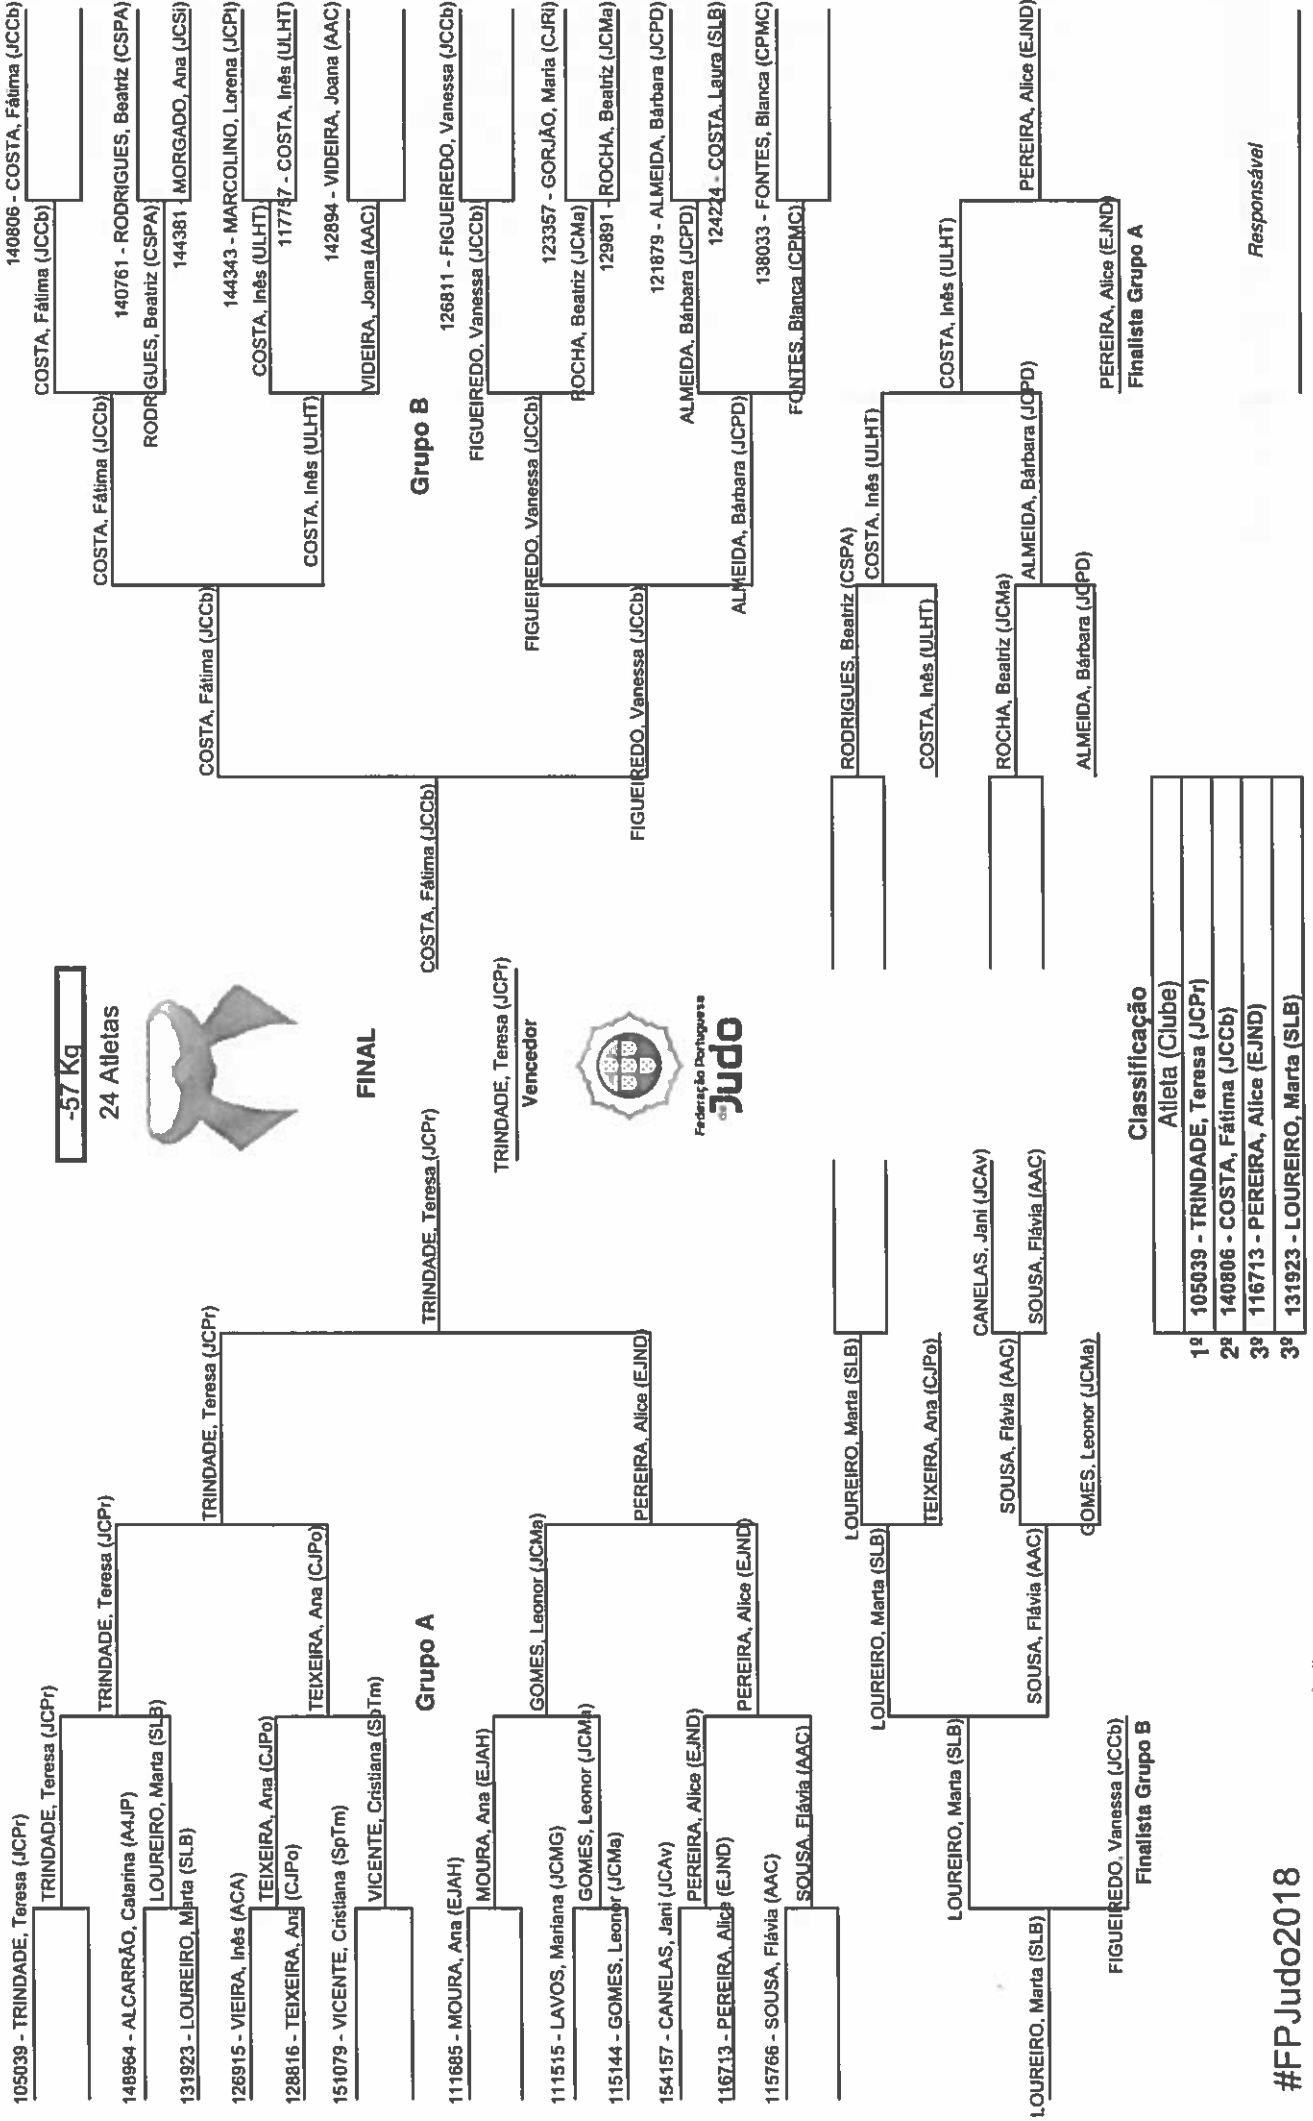 -57 Kg
24 Atletas
FINAL
TRINDADE, Teresa (JCPr)
Vencedor
Federação Portuguesa
de Judo
Grupo A
105039 - TRINDADE, Teresa (JCPr)
TRINDADE, Teresa (JCPr)
148964 - ALCARRÃO, Catarina (A4JP)
LOUREIRO, Marta (SLB)
131923 - LOUREIRO, Marta (SLB)
126915 - VIEIRA, Inês (ACA)
TEIXEIRA, Ana (CJPo)
128816 - TEIXEIRA, Ana (CJPo)
151079 - VICENTE, Cristiana (SpTm)
VICENTE, Cristiana (SpTm)
111685 - MOURA, Ana (EJAH)
MOURA, Ana (EJAH)
111515 - LAVOS, Mariana (JCMG)
GOMES, Leonor (JCMa)
115144 - GOMES, Leonor (JCMa)
154157 - CANELAS, Jani (JCAv)
PEREIRA, Alice (EJND)
116713 - PEREIRA, Alice (EJND)
115766 - SOUSA, Flávia (AAC)
SOUSA, Flávia (AAC)
TRINDADE, Teresa (JCPr)
TEIXEIRA, Ana (CJPo)
GOMES, Leonor (JCMa)
PEREIRA, Alice (EJND)
TRINDADE, Teresa (JCPr)
PEREIRA, Alice (EJND)
TRINDADE, Teresa (JCPr)
COSTA, Fátima (JCCb)
COSTA, Fátima (JCCb)
FIGUEIREDO, Vanessa (JCCb)
COSTA, Fátima (JCCb)
COSTA, Inês (ULHT)
FIGUEIREDO, Vanessa (JCCb)
ALMEIDA, Bárbara (JCPD)
Grupo B
140806 - COSTA, Fátima (JCCb)
COSTA, Fátima (JCCb)
140761 - RODRIGUES, Beatriz (CSPA)
RODRIGUES, Beatriz (CSPA)
144381 - MORGADO, Ana (JCSi)
144343 - MARCOLINO, Lorena (JCPt)
COSTA, Inês (ULHT)
117757 - COSTA, Inês (ULHT)
142894 - VIDEIRA, Joana (AAC)
VIDEIRA, Joana (AAC)
126811 - FIGUEIREDO, Vanessa (JCCb)
FIGUEIREDO, Vanessa (JCCb)
123357 - GORJÃO, Maria (CJRi)
ROCHA, Beatriz (JCMa)
129891 - ROCHA, Beatriz (JCMa)
121879 - ALMEIDA, Bárbara (JCPD)
ALMEIDA, Bárbara (JCPD)
124224 - COSTA, Laura (SLB)
138033 - FONTES, Blanca (CPMC)
FONTES, Blanca (CPMC)
LOUREIRO, Marta (SLB)
TEIXEIRA, Ana (CJPo)
CANELAS, Jani (JCAv)
SOUSA, Flávia (AAC)
SOUSA, Flávia (AAC)
GOMES, Leonor (JCMa)
LOUREIRO, Marta (SLB)
SOUSA, Flávia (AAC)
LOUREIRO, Marta (SLB)
FIGUEIREDO, Vanessa (JCCb)
Finalista Grupo B
LOUREIRO, Marta (SLB)
RODRIGUES, Beatriz (CSPA)
COSTA, Inês (ULHT)
ROCHA, Beatriz (JCMa)
ALMEIDA, Bárbara (JCPD)
COSTA, Inês (ULHT)
ALMEIDA, Bárbara (JCPD)
COSTA, Inês (ULHT)
PEREIRA, Alice (EJND)
Finalista Grupo A
PEREIRA, Alice (EJND)
Classificação
Atleta (Clube)
1º 105039 - TRINDADE, Teresa (JCPr)
2º 140806 - COSTA, Fátima (JCCb)
3º 116713 - PEREIRA, Alice (EJND)
3º 131923 - LOUREIRO, Marta (SLB)
Responsável
#FPJudo2018